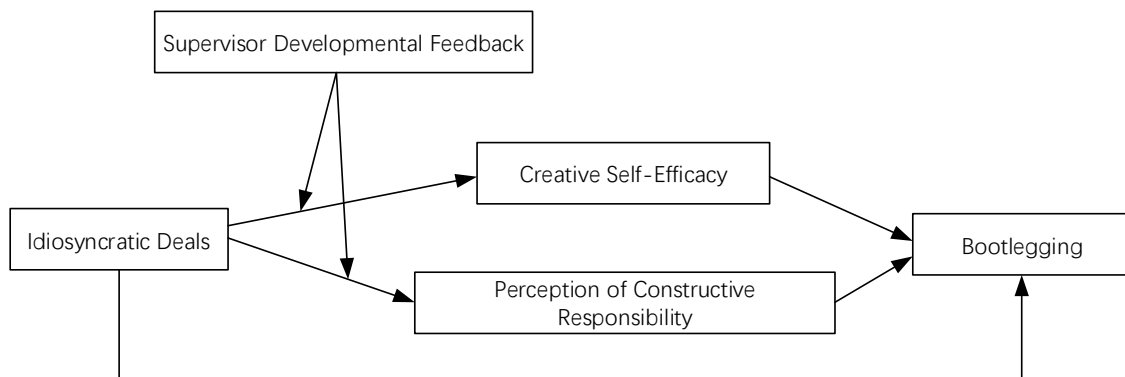 Supervisor Developmental Feedback
Creative Self-Efficacy
Idiosyncratic Deals
Bootlegging
Perception of Constructive
Responsibility